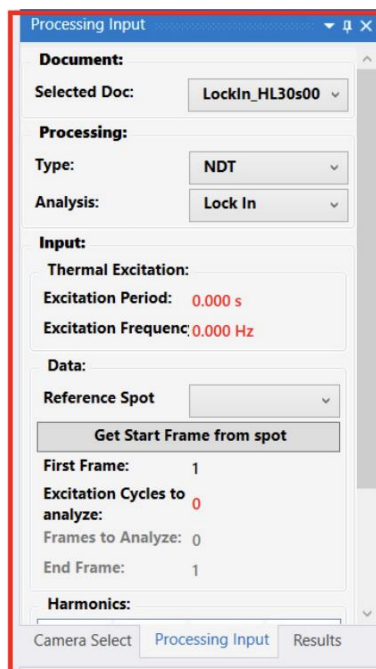 Processing Input
Document:
Selected Doc: LockIn_HL30s00
Processing:
Type: NDT
Analysis: Lock In
Input:
Thermal Excitation:
Excitation Period: 0.000 s
Excitation Frequenc 0.000 Hz
Data:
Reference Spot
Get Start Frame from spot
First Frame: 1
Excitation Cycles to
analyze: 0
Frames to Analyze: 0
End Frame: 1
Harmonics:
Camera Select Processing Input Results